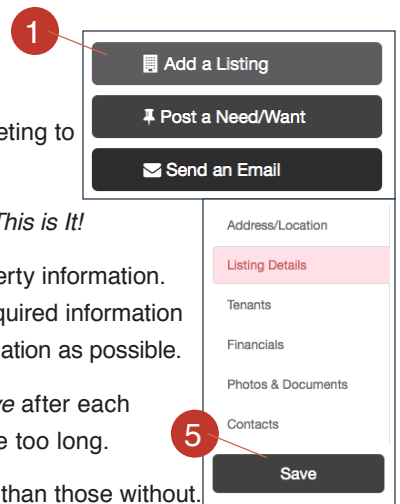 1
Add a Listing
Post a Need/Want
Send an Email
eting to
This is It!
erty information.
quired information
ation as possible.
ve after each
e too long.
than those without.
Address/Location
Listing Details
Tenants
Financials
Photos & Documents
Contacts
5
Save